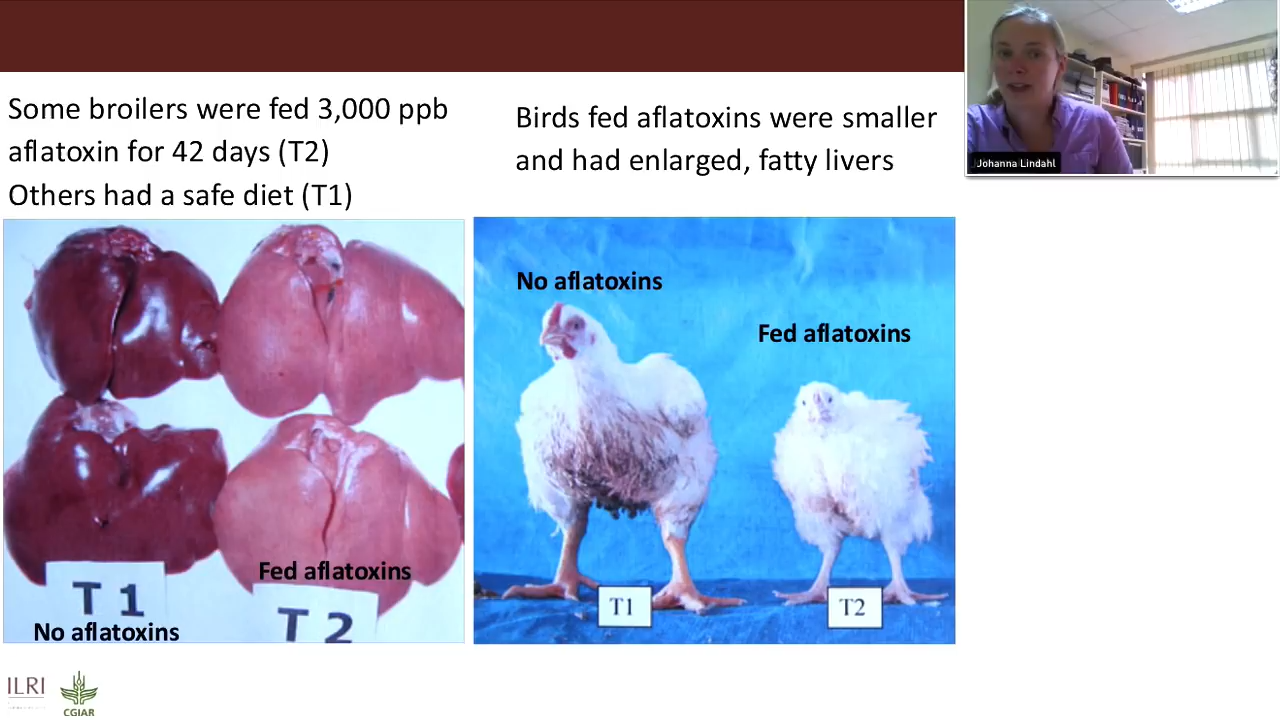 Some broilers were fed 3,000 ppb
aflatoxin for 42 days (T2)
Others had a safe diet (T1)
Birds fed aflatoxins were smaller
and had enlarged, fatty livers
Johanna Lindahl
No aflatoxins
Fed aflatoxins
T1
T2
Fed aflatoxins
T 1
T 2
No aflatoxins
ILRI
CGIAR